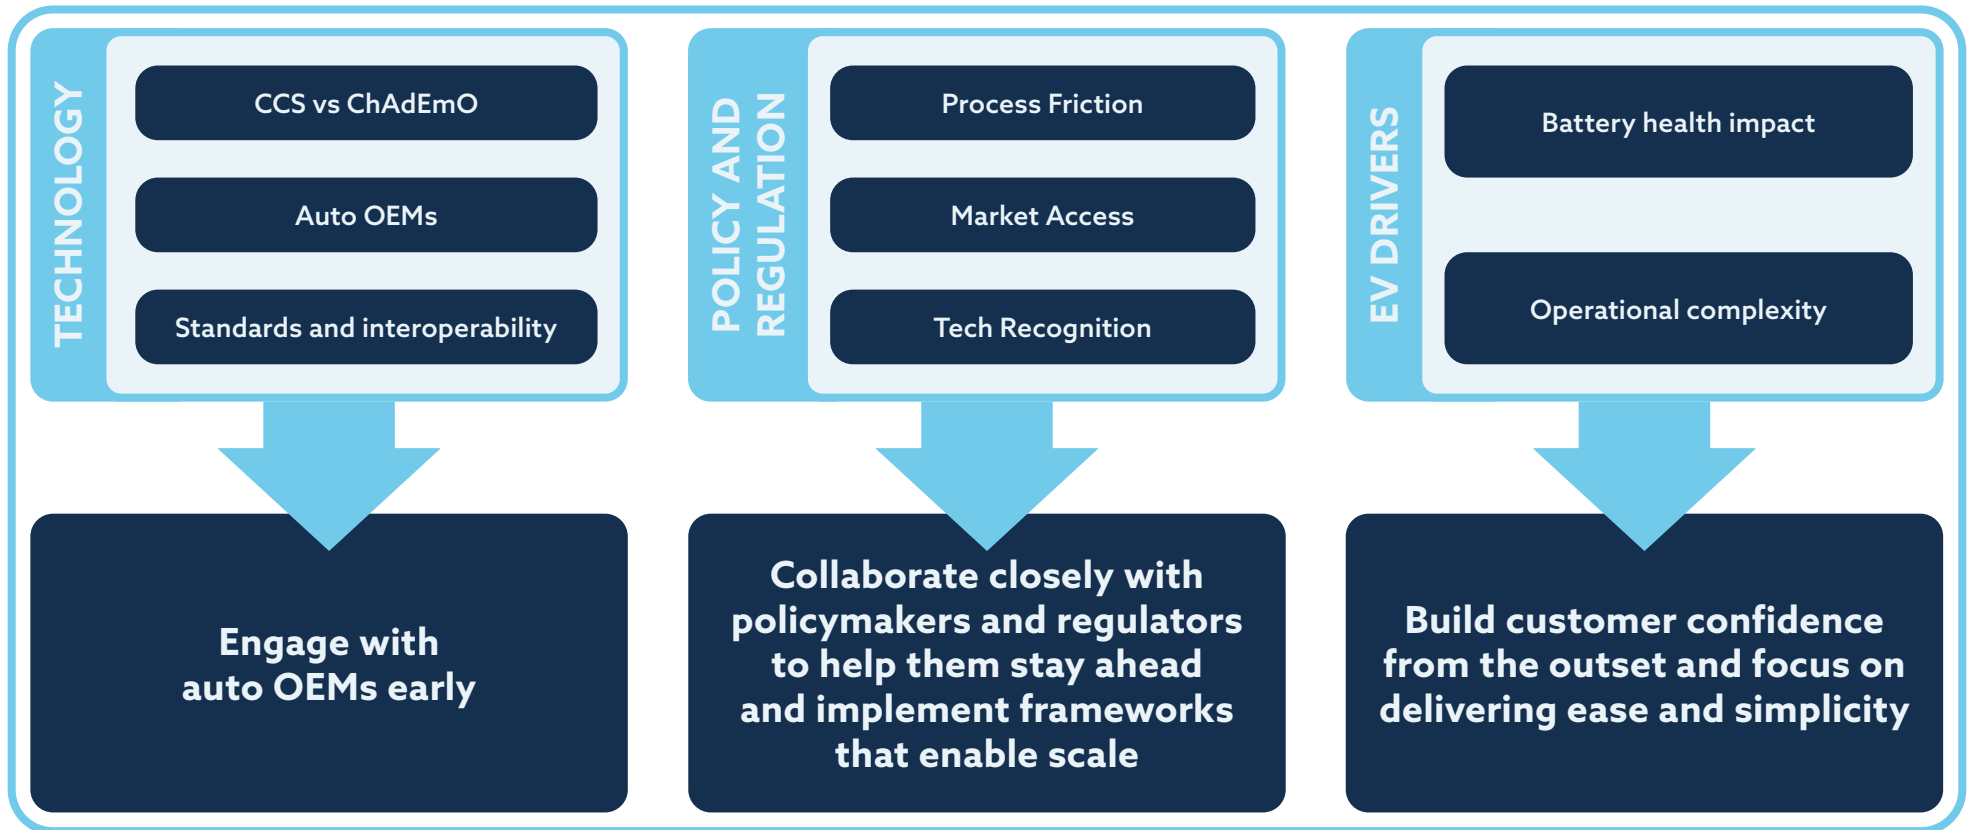 TECHNOLOGY
CCS vs ChAdEmO
Auto OEMs
Standards and interoperability
Engage with
auto OEMs early
POLICY AND
REGULATION
Process Friction
Market Access
Tech Recognition
Collaborate closely with
policymakers and regulators
to help them stay ahead
and implement frameworks
that enable scale
EV DRIVERS
Battery health impact
Operational complexity
Build customer confidence
from the outset and focus on
delivering ease and simplicity